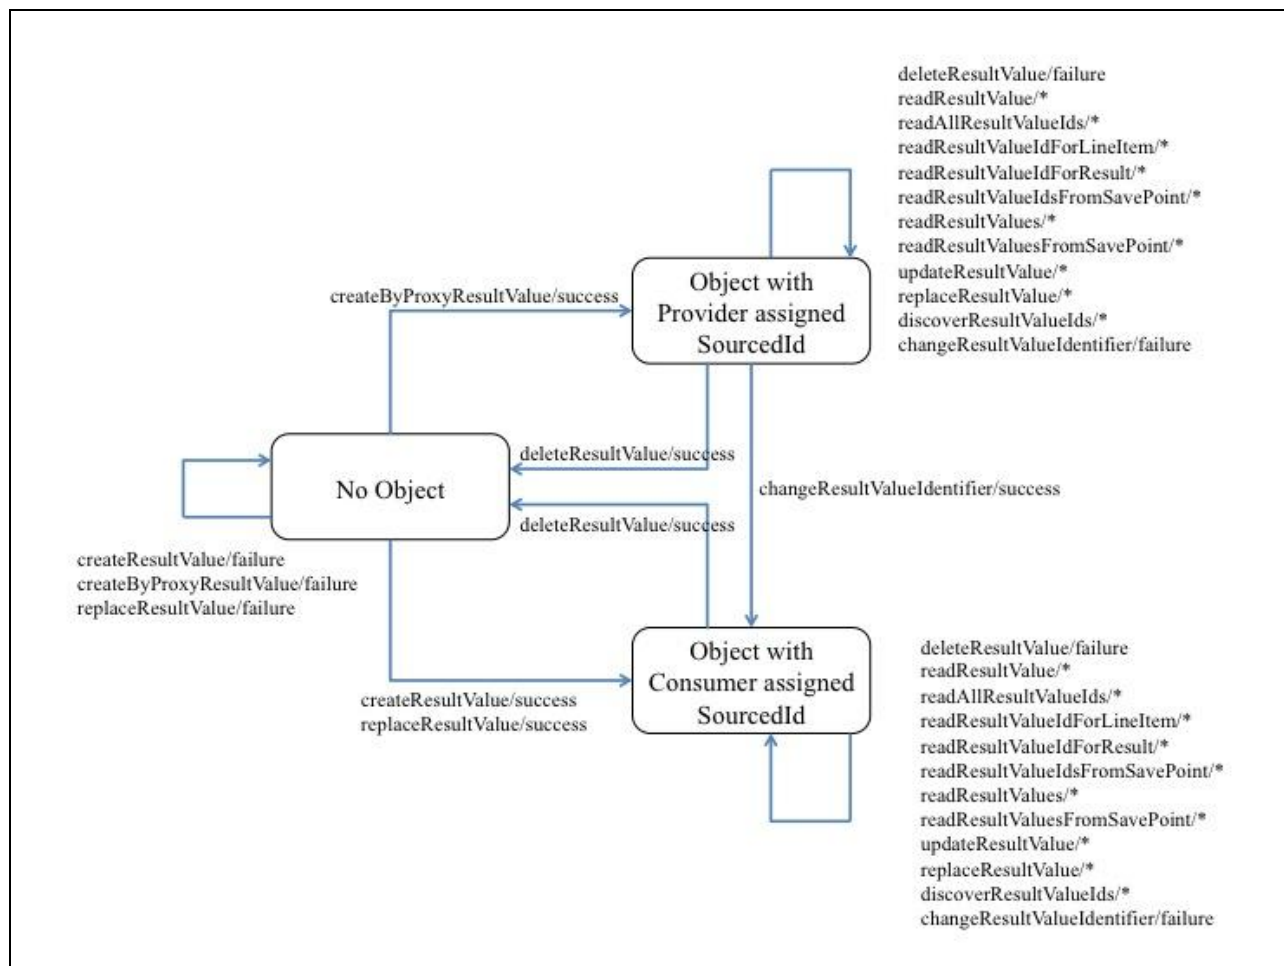 deleteResultValue/failure
readResultValue/*
readAllResultValueIds/*
readResultValueIdForLineItem/*
readResultValueIdForResult/*
readResultValueIdsFromSavePoint/*
readResultValues/*
readResultValuesFromSavePoint/*
updateResultValue/*
replaceResultValue/*
discoverResultValueIds/*
changeResultValueIdentifier/failure
Object with
Provider assigned
SourcedId
createByProxyResultValue/success
deleteResultValue/success
changeResultValueIdentifier/success
No Object
deleteResultValue/success
createResultValue/failure
createByProxyResultValue/failure
replaceResultValue/failure
Object with
Consumer assigned
SourcedId
createResultValue/success
replaceResultValue/success
deleteResultValue/failure
readResultValue/*
readAllResultValueIds/*
readResultValueIdForLineItem/*
readResultValueIdForResult/*
readResultValueIdsFromSavePoint/*
readResultValues/*
readResultValuesFromSavePoint/*
updateResultValue/*
replaceResultValue/*
discoverResultValueIds/*
changeResultValueIdentifier/failure